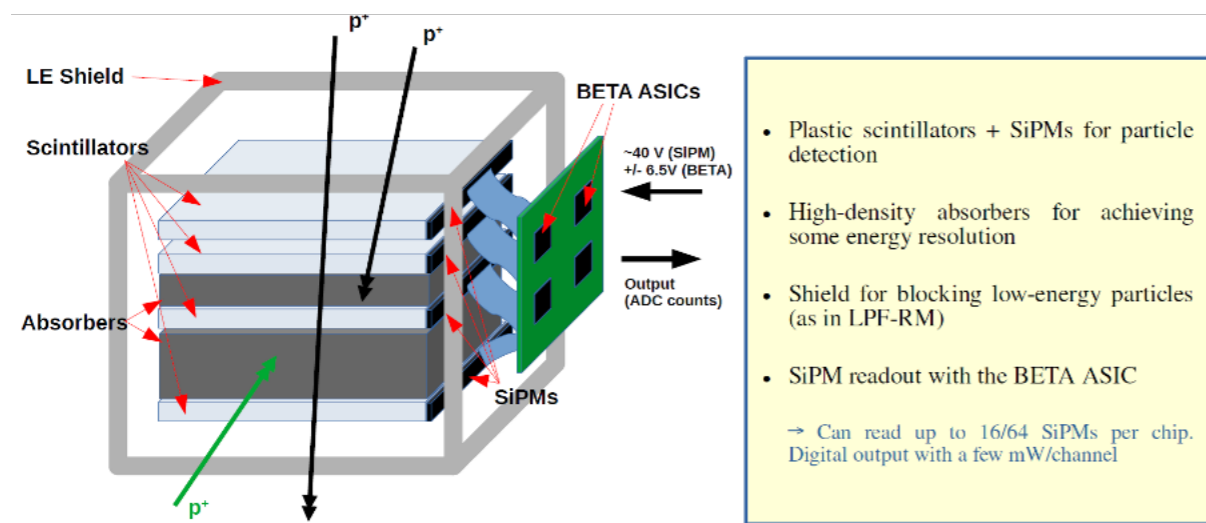 p⁺
p⁺
LE Shield
BETA ASICs
Scintillators
~40 V (SIPM)
+/- 6.5V (BETA)
Output
(ADC counts)
Absorbers
SiPMs
p⁺
• Plastic scintillators + SiPMs for particle
detection
• High-density absorbers for achieving
some energy resolution
• Shield for blocking low-energy particles
(as in LPF-RM)
• SiPM readout with the BETA ASIC
→ Can read up to 16/64 SiPMs per chip.
Digital output with a few mW/channel